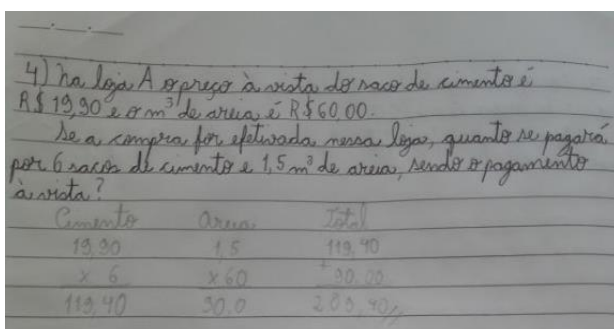 4) Na loja A o preço à vista do saco de cimento é
R$ 19,90 e o m³ de areia é R$60,00.
Se a compra for efetivada nessa loja, quanto se pagará
por 6 sacos de cimento e 1,5 m³ de areia, sendo o pagamento
à vista?
Cimento areia Total
19,90 1,5 119,40
x 6 x 60 + 90,00
119,40 90,0 209,40//